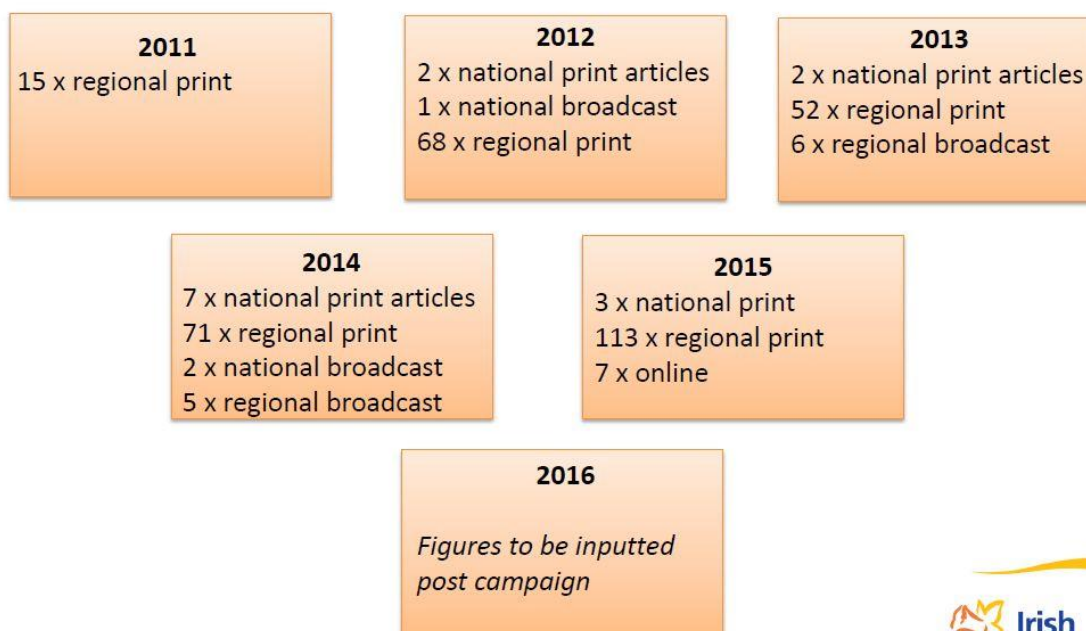 2011
15 x regional print
2012
2 x national print articles
1 x national broadcast
68 x regional print
2013
2 x national print articles
52 x regional print
6 x regional broadcast
2014
7 x national print articles
71 x regional print
2 x national broadcast
5 x regional broadcast
2015
3 x national print
113 x regional print
7 x online
2016
Figures to be inputted
post campaign
Irish